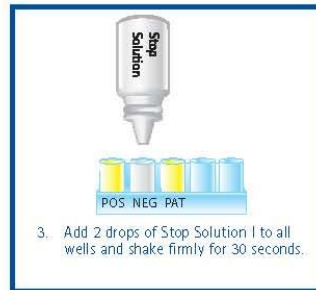 Stop
Solution
POS NEG PAT
3. Add 2 drops of Stop Solution I to all
wells and shake firmly for 30 seconds.